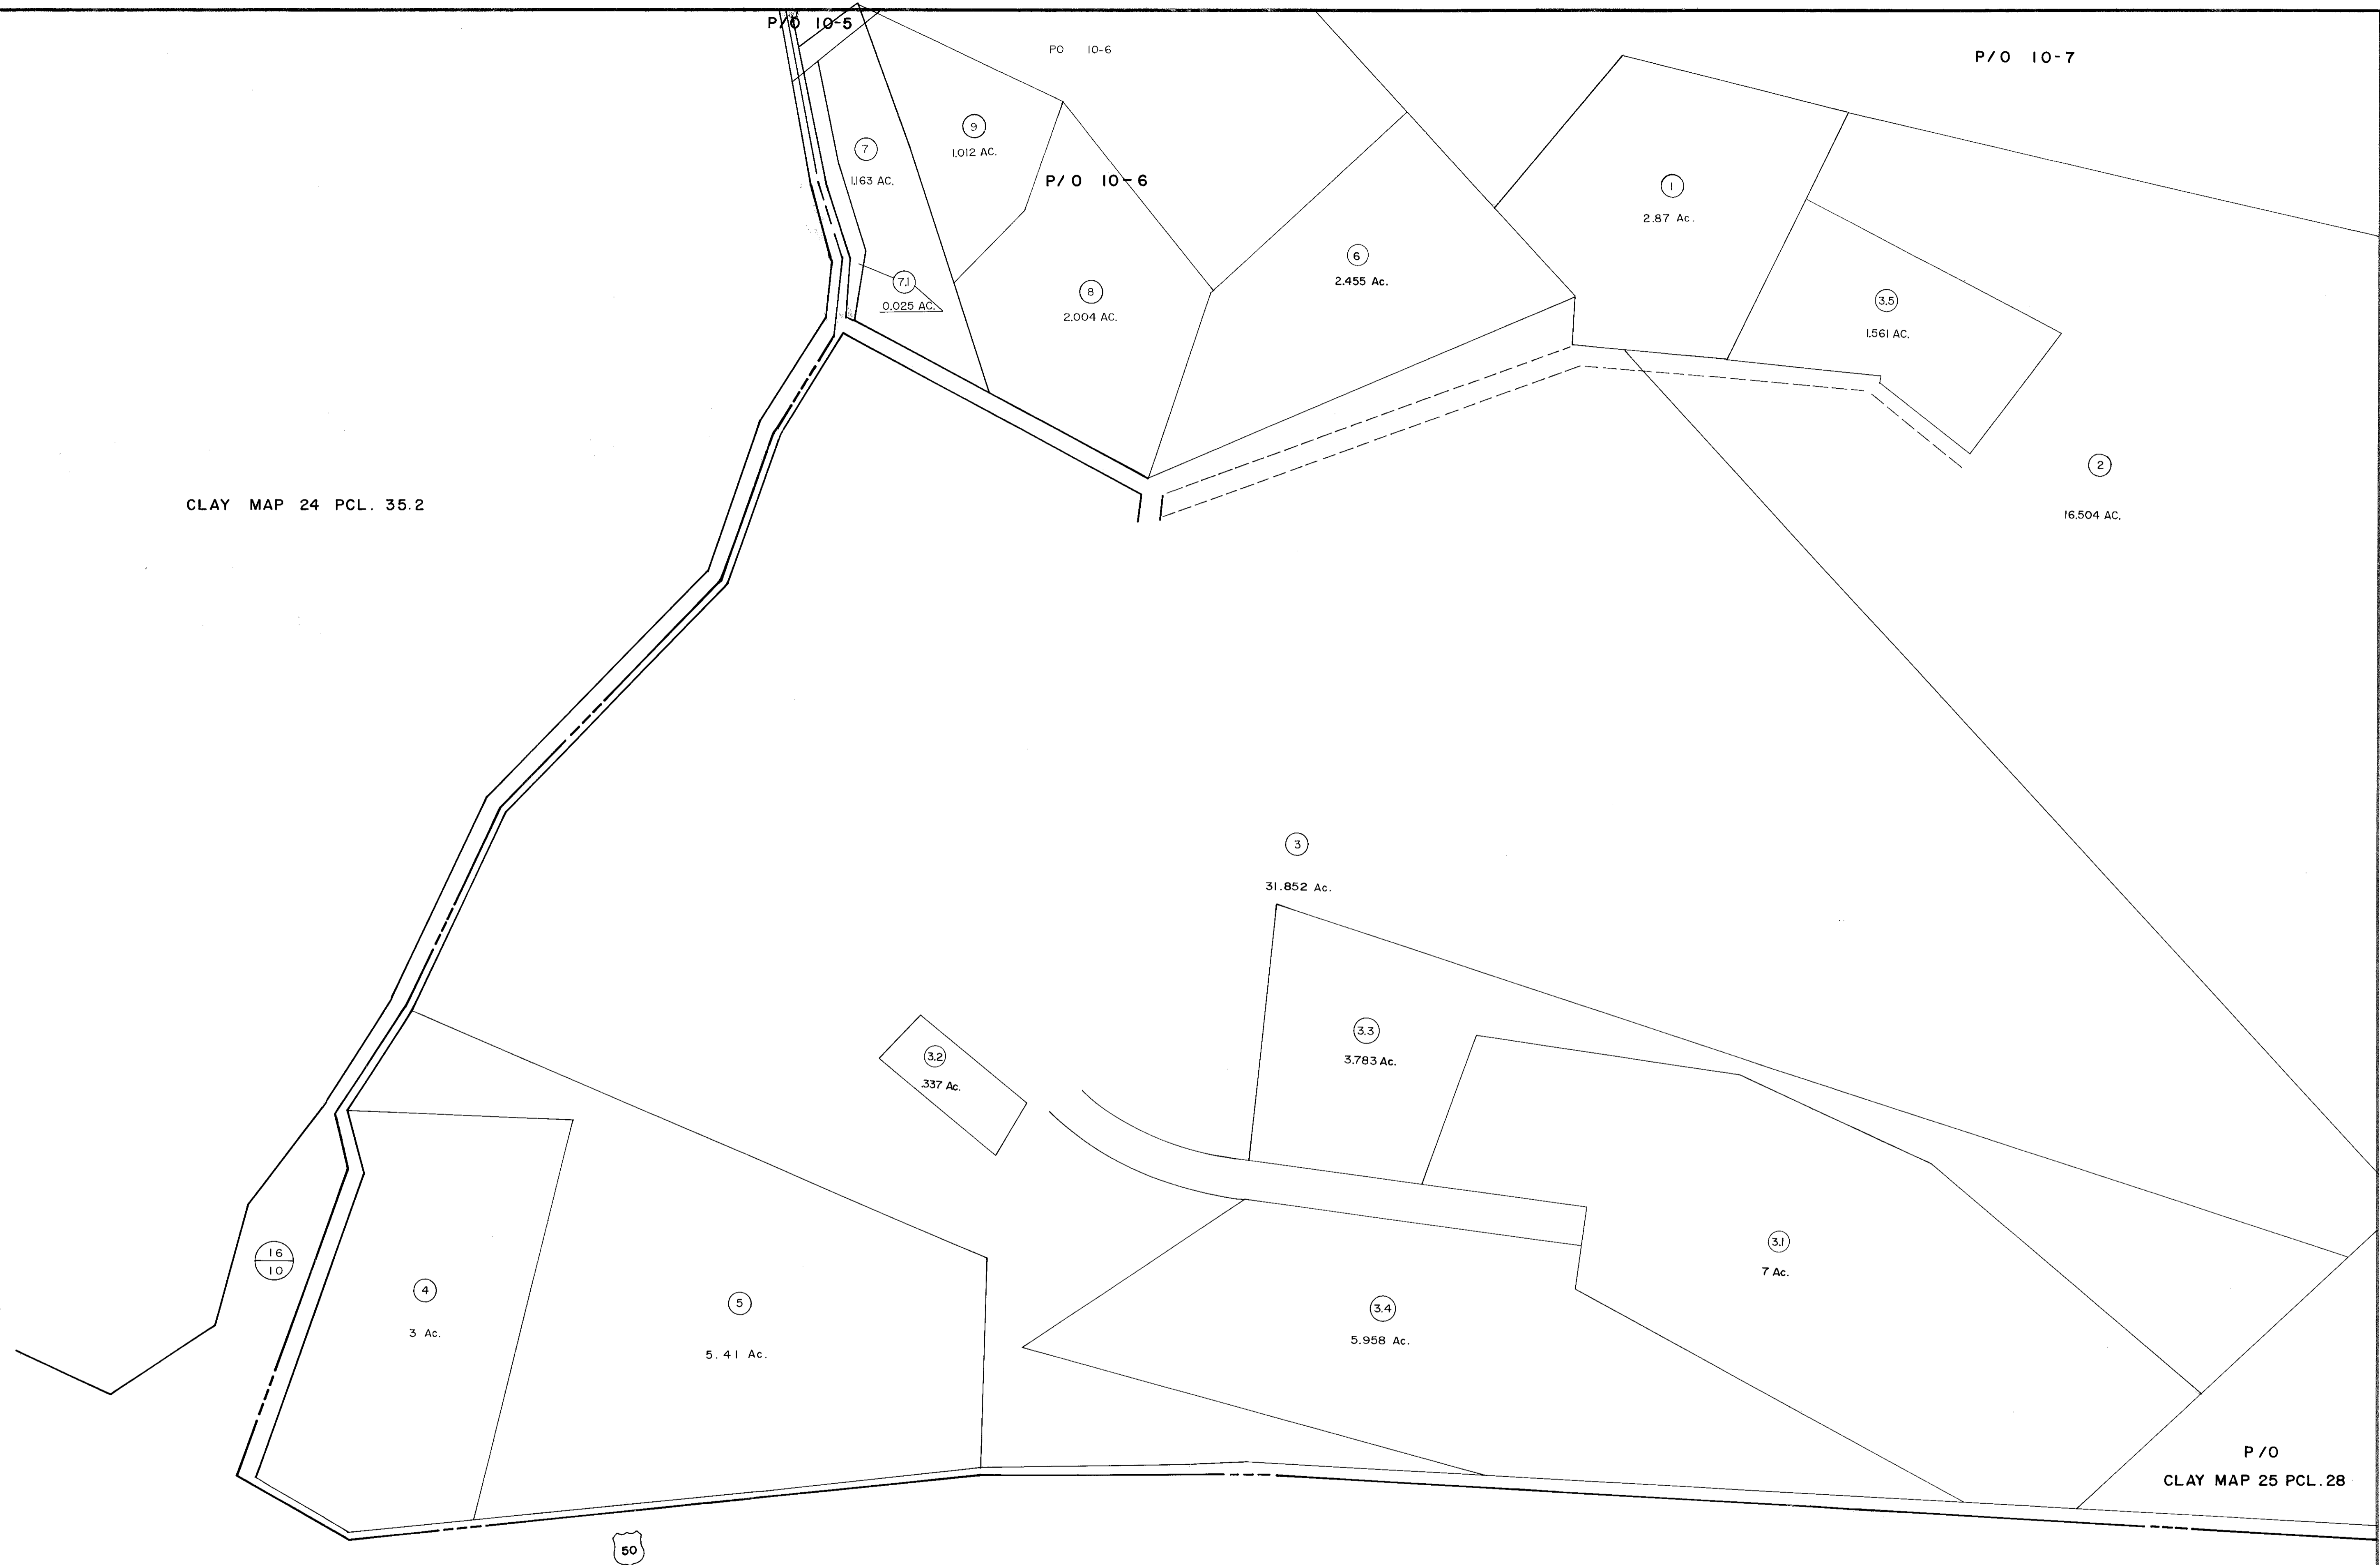 P/O 10-5
PO 10-6
P/O 10-7
9
1.012 AC.
7
1.163 AC.
P/O 10-6
1
2.87 Ac.
6
2.455 Ac.
7.1
0.025 AC.
8
2.004 AC.
3.5
1.561 AC.
2
16.504 AC.
CLAY MAP 24 PCL. 35.2
3
31.852 Ac.
3.3
3.783 Ac.
3.2
.337 Ac.
16
10
4
3 Ac.
5
5.41 Ac.
3.4
5.958 Ac.
3.1
7 Ac.
P/O
CLAY MAP 25 PCL. 28
50